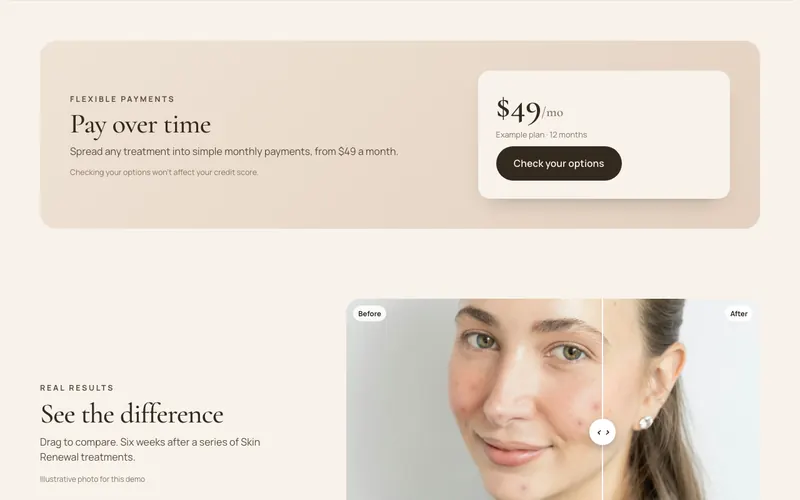 FLEXIBLE PAYMENTS
Pay over time
Spread any treatment into simple monthly payments, from $49 a month.
Checking your options won't affect your credit score.
$49/mo
Example plan · 12 months
Check your options
Before
After
REAL RESULTS
See the difference
Drag to compare. Six weeks after a series of Skin
Renewal treatments.
Illustrative photo for this demo